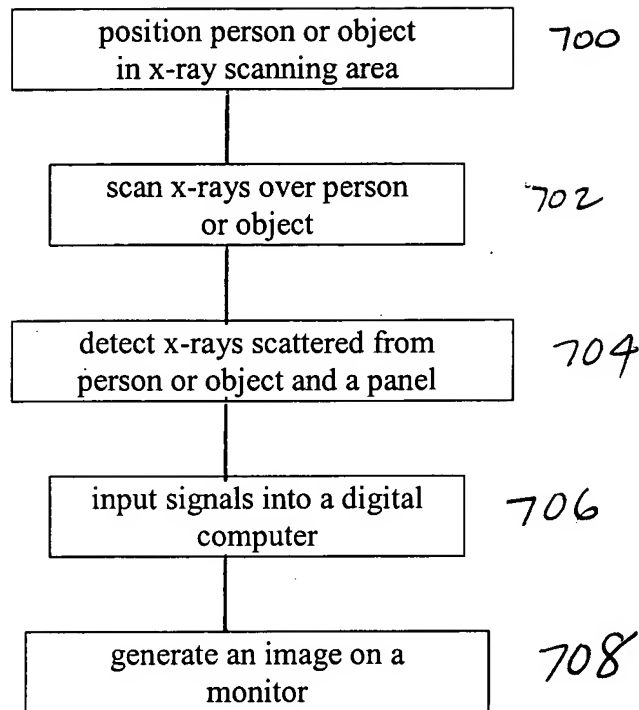 position person or object
in x-ray scanning area
700
scan x-rays over person
or object
702
detect x-rays scattered from
person or object and a panel
704
input signals into a digital
computer
706
generate an image on a
monitor
708